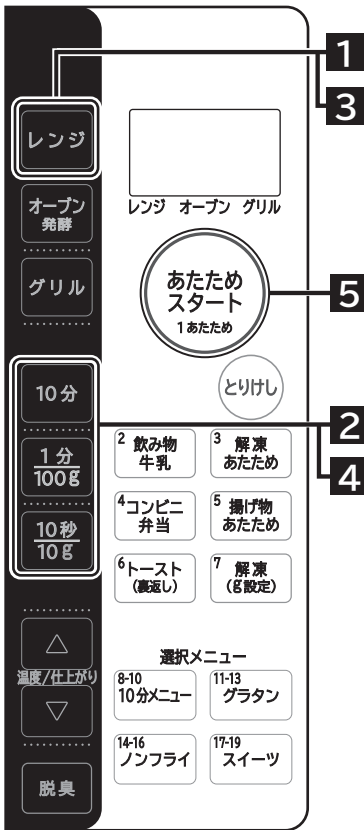 レンジ
オーブン
発酵
グリル
10分
1分
100g
10秒
10g
△
温度/仕上がり
▽
脱臭
レンジ オーブン グリル
あたため
スタート
1あたため
とりけし
2 飲み物
牛乳
3 解凍
あたため
4コンビニ
弁当
5 揚げ物
あたため
6トースト
(裏返し)
7 解凍
(g設定)
選択メニュー
8-10
10分メニュー
11-13
グラタン
14-16
ノンフライ
17-19
スイーツ
1
3
5
2
4